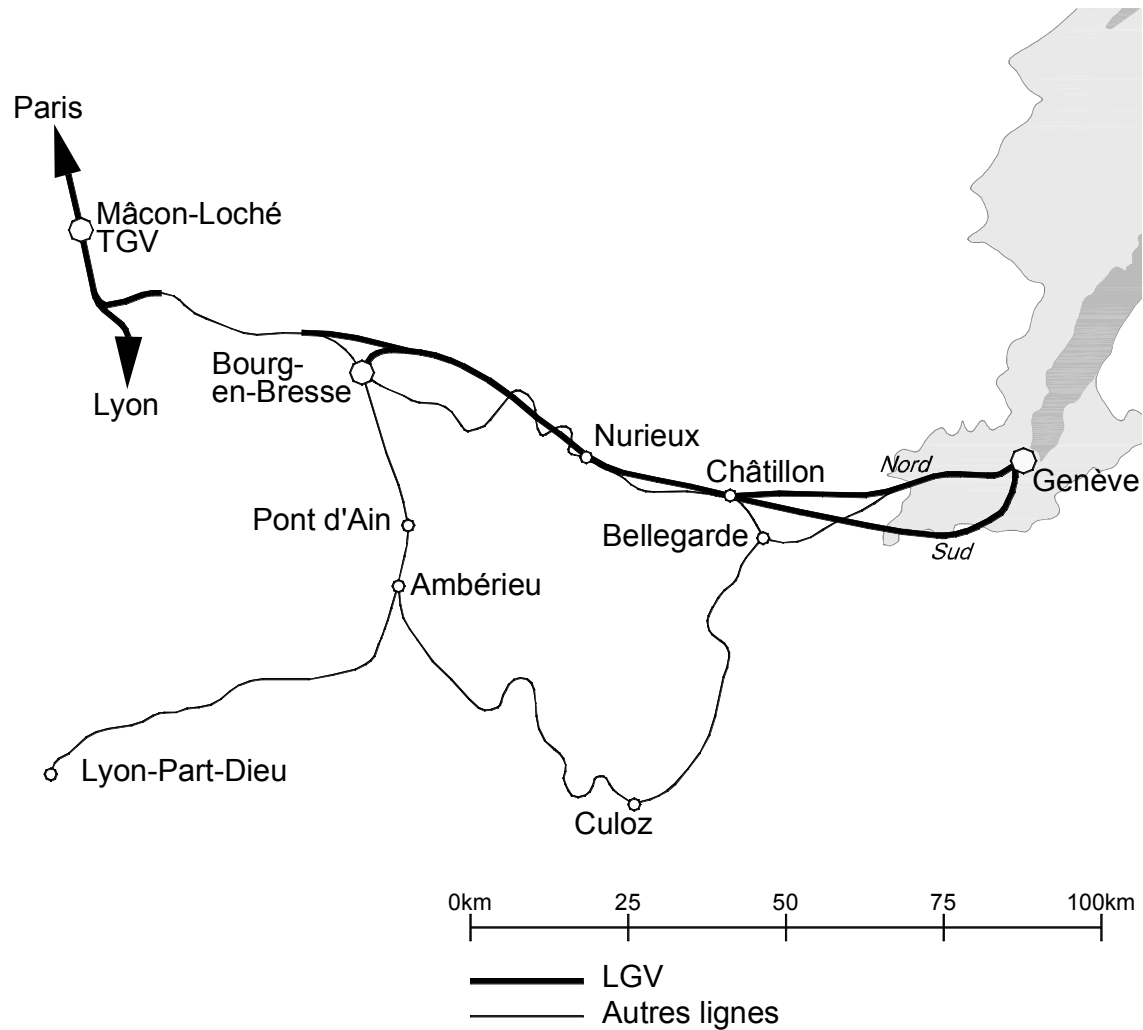 Paris
Mâcon-Loché
TGV
Lyon
Bourg-
en-Bresse
Nurieux
Châtillon
Nord
Genève
Pont d'Ain
Bellegarde
Sud
Ambérieu
Lyon-Part-Dieu
Culoz
0km 25 50 75 100km
LGV
Autres lignes